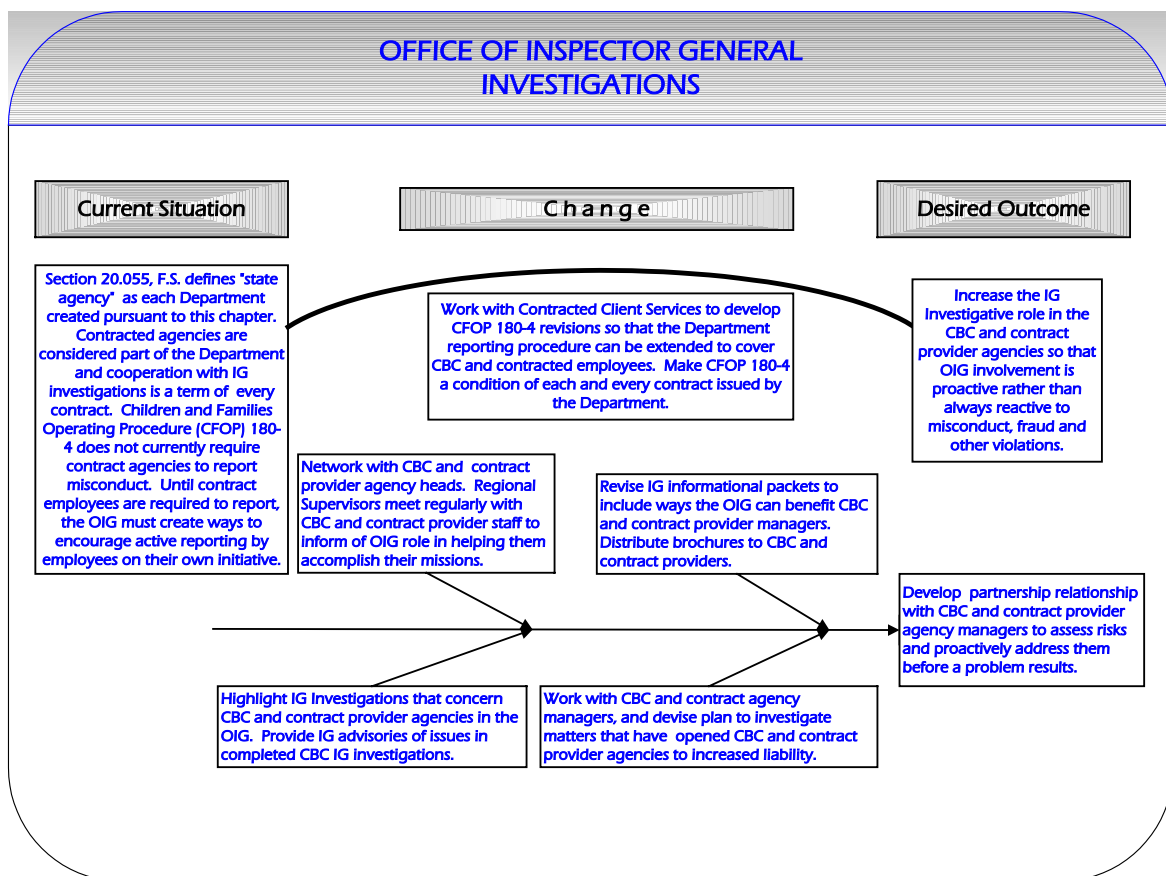 OFFICE OF INSPECTOR GENERAL
INVESTIGATIONS
Current Situation
Change
Desired Outcome
Section 20.055, F.S. defines "state
agency" as each Department
created pursuant to this chapter.
Contracted agencies are
considered part of the Department
and cooperation with IG
investigations is a term of every
contract. Children and Families
Operating Procedure (CFOP) 180-
4 does not currently require
contract agencies to report
misconduct. Until contract
employees are required to report,
the OIG must create ways to
encourage active reporting by
employees on their own initiative.
Work with Contracted Client Services to develop
CFOP 180-4 revisions so that the Department
reporting procedure can be extended to cover
CBC and contracted employees. Make CFOP 180-4
a condition of each and every contract issued by
the Department.
Increase the IG
Investigative role in the
CBC and contract
provider agencies so that
OIG involvement is
proactive rather than
always reactive to
misconduct, fraud and
other violations.
Network with CBC and contract
provider agency heads. Regional
Supervisors meet regularly with
CBC and contract provider staff to
inform of OIG role in helping them
accomplish their missions.
Revise IG informational packets to
include ways the OIG can benefit CBC
and contract provider managers.
Distribute brochures to CBC and
contract providers.
Develop partnership relationship
with CBC and contract provider
agency managers to assess risks
and proactively address them
before a problem results.
Highlight IG Investigations that concern
CBC and contract provider agencies in the
OIG. Provide IG advisories of issues in
completed CBC IG investigations.
Work with CBC and contract agency
managers, and devise plan to investigate
matters that have opened CBC and contract
provider agencies to increased liability.